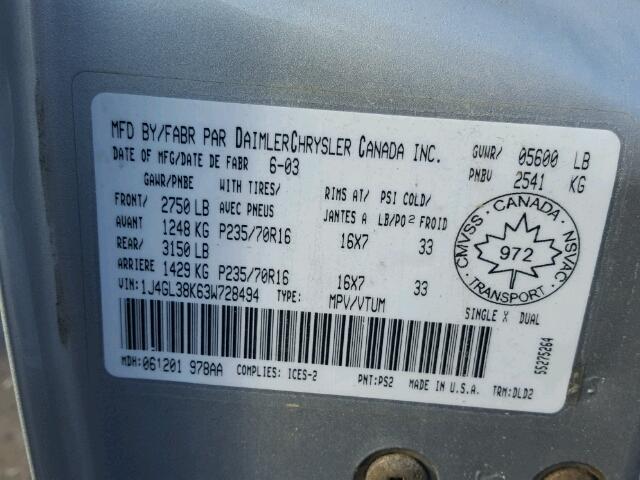 MFD BY/FABR PAR DAIMLERCHRYSLER CANADA INC.
DATE OF MFG/DATE DE FABR 6-03
GVWR/ 05600 LB
PNBV 2541 KG
GAWR/PNBE WITH TIRES/ RIMS AT/ PSI COLD/
FRONT/ 2750 LB AVEC PNEUS JANTES A LB/PO2 FROID
AVANT 1248 KG P235/70R16 16X7 33
REAR/ 3150 LB
ARRIERE 1429 KG P235/70R16 16X7 33
CMVSS · CANADA · NSVAC
972
TRANSPORT
VIN: 1J4GL38K63W728494 TYPE: MPV/VTUM SINGLE X DUAL
55275264
MDH: 061201 978AA COMPLIES: ICES-2 PNT:PS2 MADE IN U.S.A. TRM:DLD2